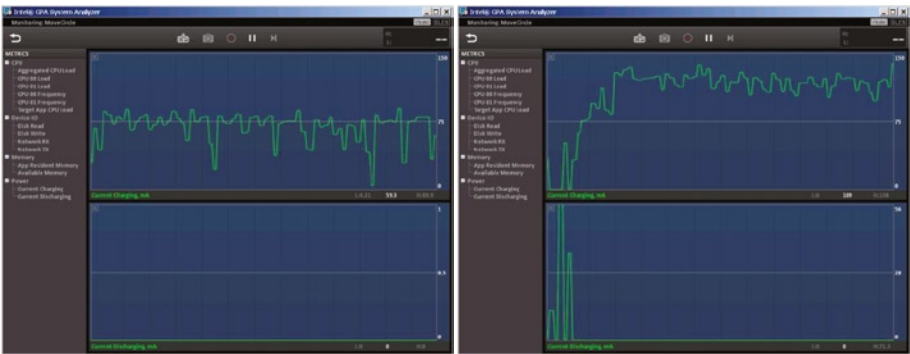 Intel® GPA System Analyzer
Monitoring: MoveCircle
METRICS
CPU
Aggregated CPU Load
CPU 00 Load
CPU 01 Load
CPU 00 Frequency
CPU 01 Frequency
Target App CPU Load
Device IO
Disk Read
Disk Write
Network RX
Network TX
Memory
App Resident Memory
Available Memory
Power
Current Charging
Current Discharging
150
75
0
Current Charging, mA
59.3
1
0.5
0
Current Discharging, mA
0
Intel® GPA System Analyzer
Monitoring: MoveCircle
METRICS
CPU
Aggregated CPU Load
CPU 00 Load
CPU 01 Load
CPU 00 Frequency
CPU 01 Frequency
Target App CPU Load
Device IO
Disk Read
Disk Write
Network RX
Network TX
Memory
App Resident Memory
Available Memory
Power
Current Charging
Current Discharging
150
75
0
Current Charging, mA
109
56
28
0
Current Discharging, mA
0